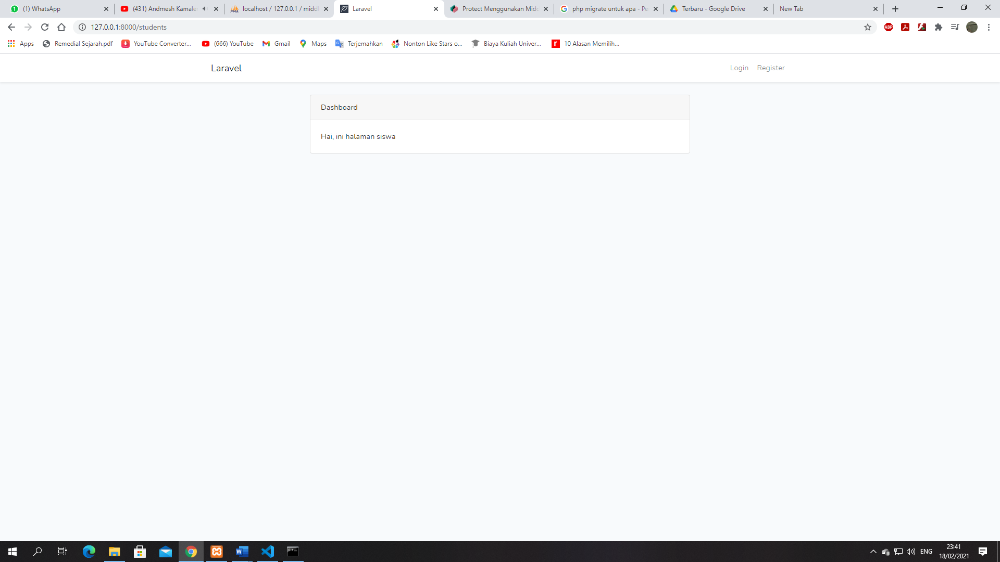 (1) WhatsApp
(431) Andmesh Kamale
localhost / 127.0.0.1 / midd
Laravel
Protect Menggunakan Mid
php migrate untuk apa - Pe
Terbaru - Google Drive
New Tab
127.0.0.1:8000/students
ABP
Apps
Remedial Sejarah.pdf
YouTube Converter...
(666) YouTube
Gmail
Maps
Terjemahkan
Nonton Like Stars o...
Biaya Kuliah Univer...
10 Alasan Memilih...
Laravel
Login
Register
Dashboard
Hai, ini halaman siswa
ENG
23:41
18/02/2021